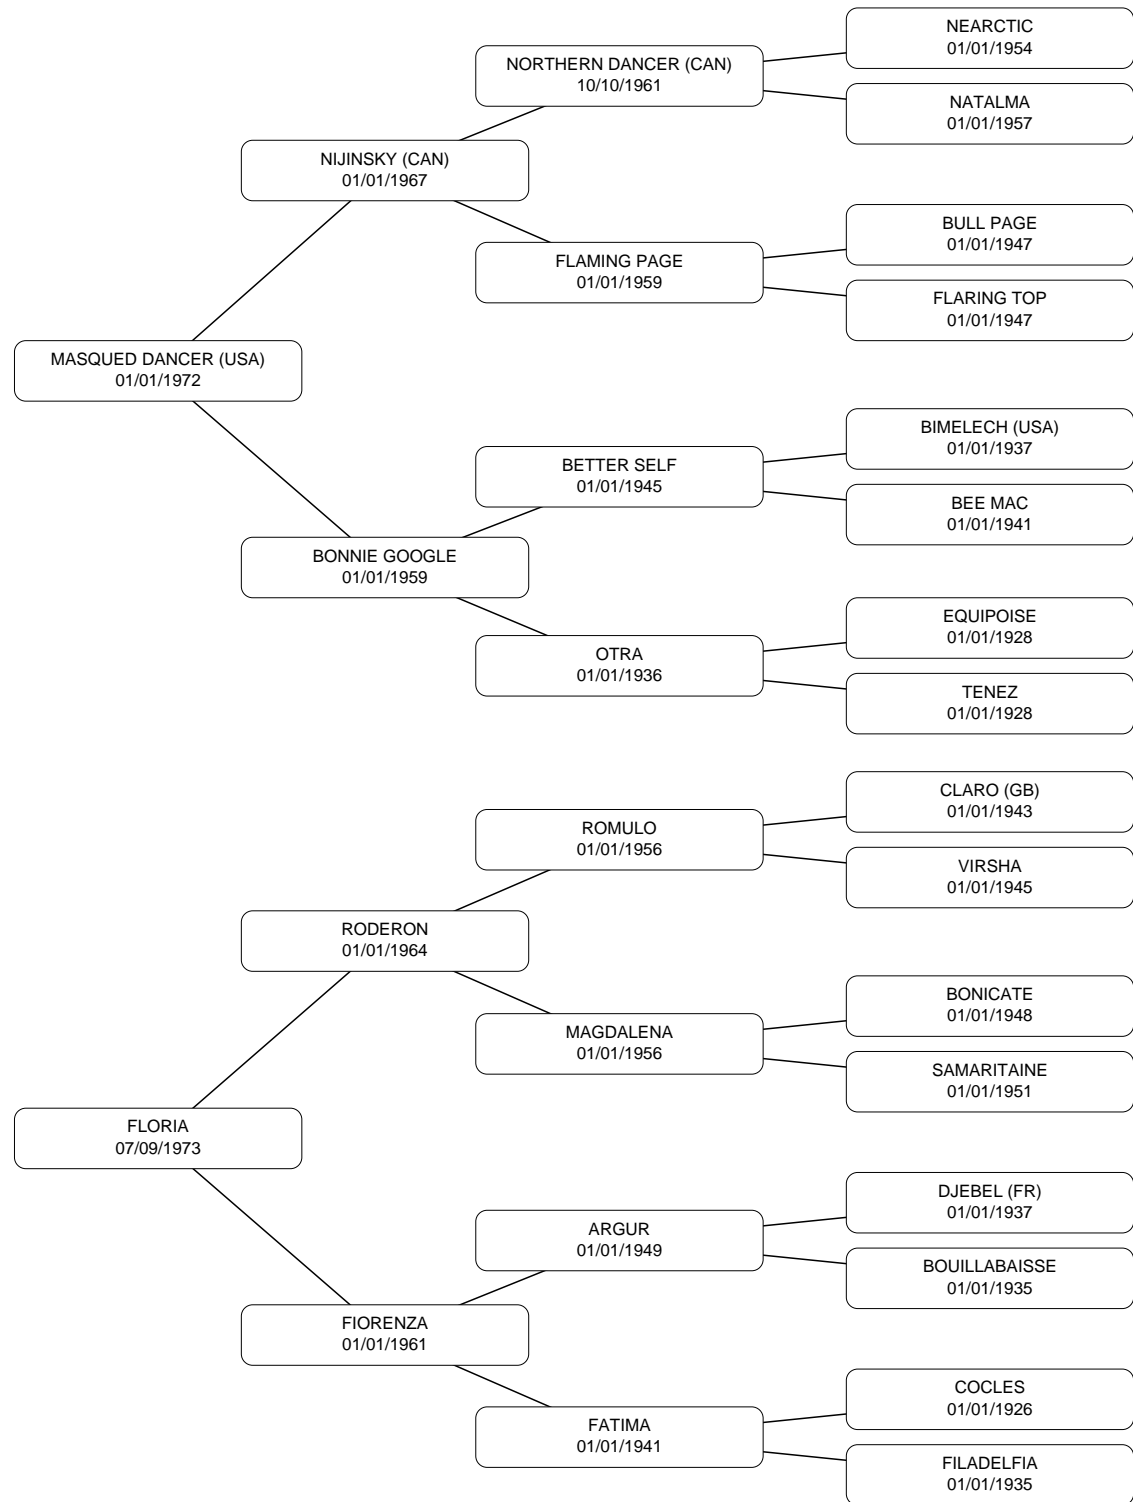 NEARCTIC
01/01/1954
NORTHERN DANCER (CAN)
10/10/1961
NATALMA
01/01/1957
NIJINSKY (CAN)
01/01/1967
BULL PAGE
01/01/1947
FLAMING PAGE
01/01/1959
FLARING TOP
01/01/1947
MASQUED DANCER (USA)
01/01/1972
BIMELECH (USA)
01/01/1937
BETTER SELF
01/01/1945
BEE MAC
01/01/1941
BONNIE GOOGLE
01/01/1959
EQUIPOISE
01/01/1928
OTRA
01/01/1936
TENEZ
01/01/1928
CLARO (GB)
01/01/1943
ROMULO
01/01/1956
VIRSHA
01/01/1945
RODERON
01/01/1964
BONICATE
01/01/1948
MAGDALENA
01/01/1956
SAMARITAINE
01/01/1951
FLORIA
07/09/1973
DJEBEL (FR)
01/01/1937
ARGUR
01/01/1949
BOUILLABAISSE
01/01/1935
FIORENZA
01/01/1961
COCLES
01/01/1926
FATIMA
01/01/1941
FILADELFIA
01/01/1935